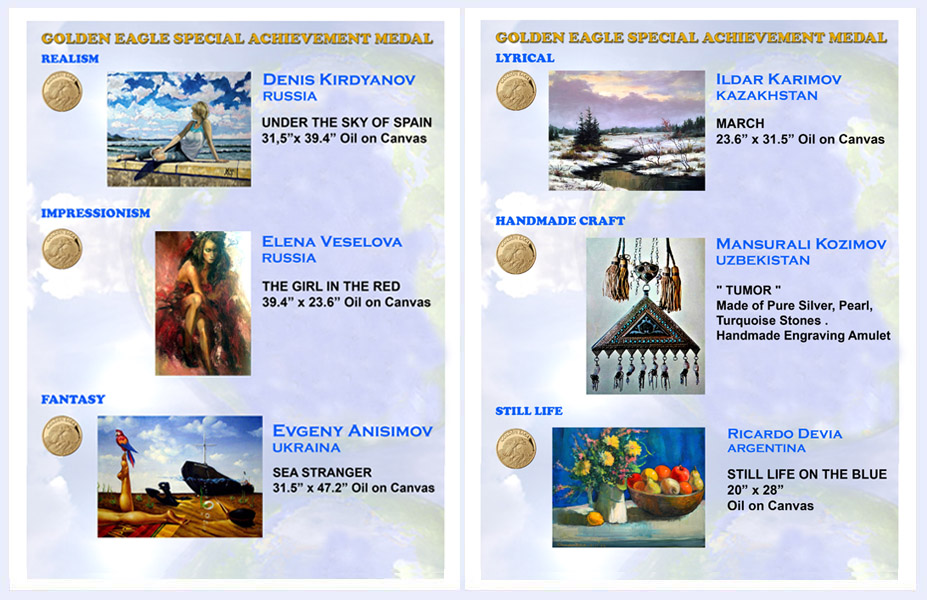 GOLDEN EAGLE SPECIAL ACHIEVEMENT MEDAL
REALISM
DENIS KIRDYANOV
RUSSIA
UNDER THE SKY OF SPAIN
31,5”x 39.4” Oil on Canvas
IMPRESSIONISM
ELENA VESELOVA
RUSSIA
THE GIRL IN THE RED
39.4” x 23.6” Oil on Canvas
FANTASY
EVGENY ANISIMOV
UKRAINA
SEA STRANGER
31.5” x 47.2” Oil on Canvas
GOLDEN EAGLE SPECIAL ACHIEVEMENT MEDAL
LYRICAL
ILDAR KARIMOV
KAZAKHSTAN
MARCH
23.6” x 31.5” Oil on Canvas
HANDMADE CRAFT
MANSURALI KOZIMOV
UZBEKISTAN
" TUMOR "
Made of Pure Silver, Pearl,
Turquoise Stones .
Handmade Engraving Amulet
STILL LIFE
RICARDO DEVIA
ARGENTINA
STILL LIFE ON THE BLUE
20” x 28”
Oil on Canvas